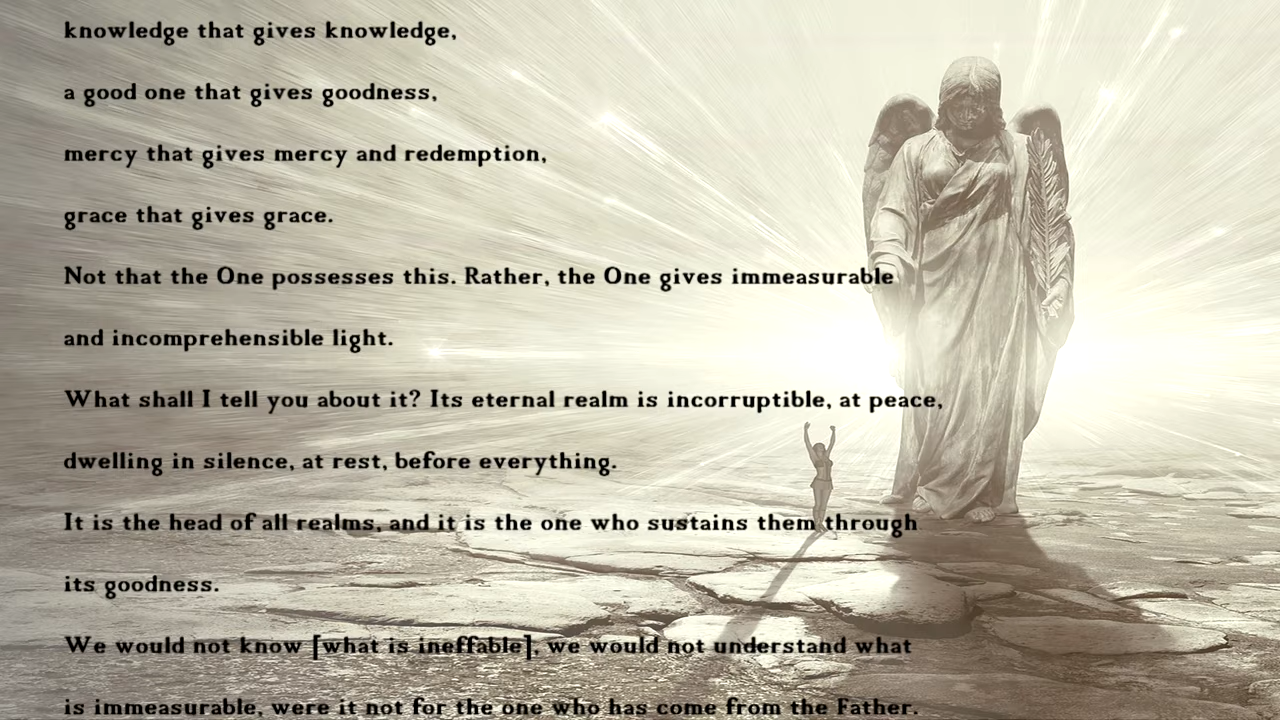 knowledge that gives knowledge,
a good one that gives goodness,
mercy that gives mercy and redemption,
grace that gives grace.
Not that the One possesses this. Rather, the One gives immeasurable
and incomprehensible light.
What shall I tell you about it? Its eternal realm is incorruptible, at peace,
dwelling in silence, at rest, before everything.
It is the head of all realms, and it is the one who sustains them through
its goodness.
We would not know [what is ineffable], we would not understand what
is immeasurable, were it not for the one who has come from the Father.